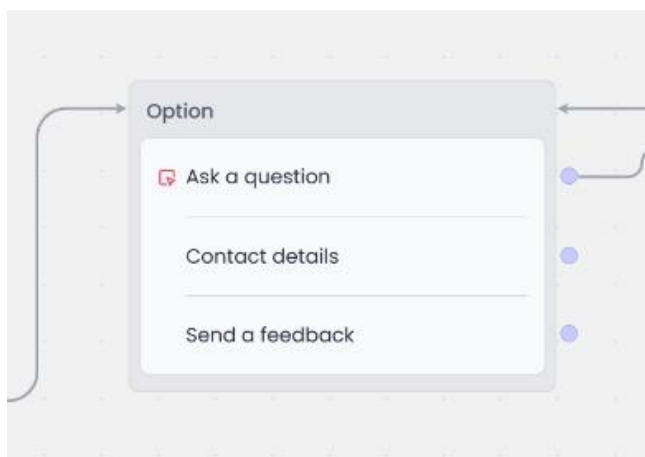 Option
Ask a question
Contact details
Send a feedback